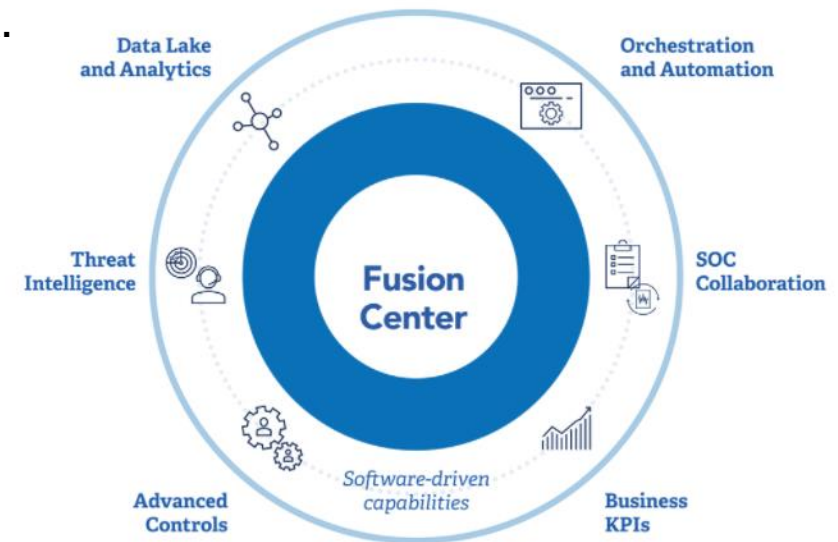 .
Data Lake
and Analytics
Orchestration
and Automation
Threat
Intelligence
Fusion
Center
SOC
Collaboration
Software-driven
capabilities
Advanced
Controls
Business
KPIs